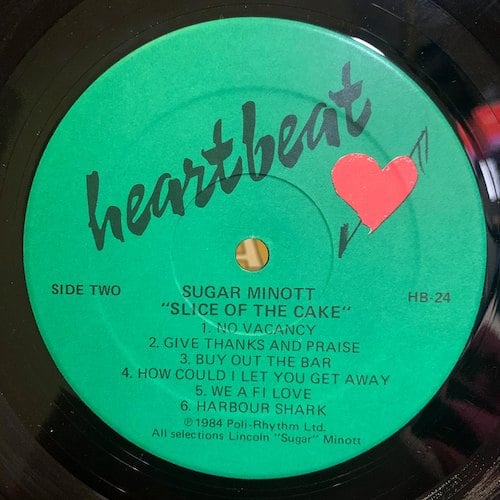 heartbeat
SIDE TWO
SUGAR MINOTT
HB-24
"SLICE OF THE CAKE"
1. NO VACANCY
2. GIVE THANKS AND PRAISE
3. BUY OUT THE BAR
4. HOW COULD I LET YOU GET AWAY
5. WE A FI LOVE
6. HARBOUR SHARK
℗1984 Poli-Rhythm Ltd.
All selections Lincoln "Sugar" Minott